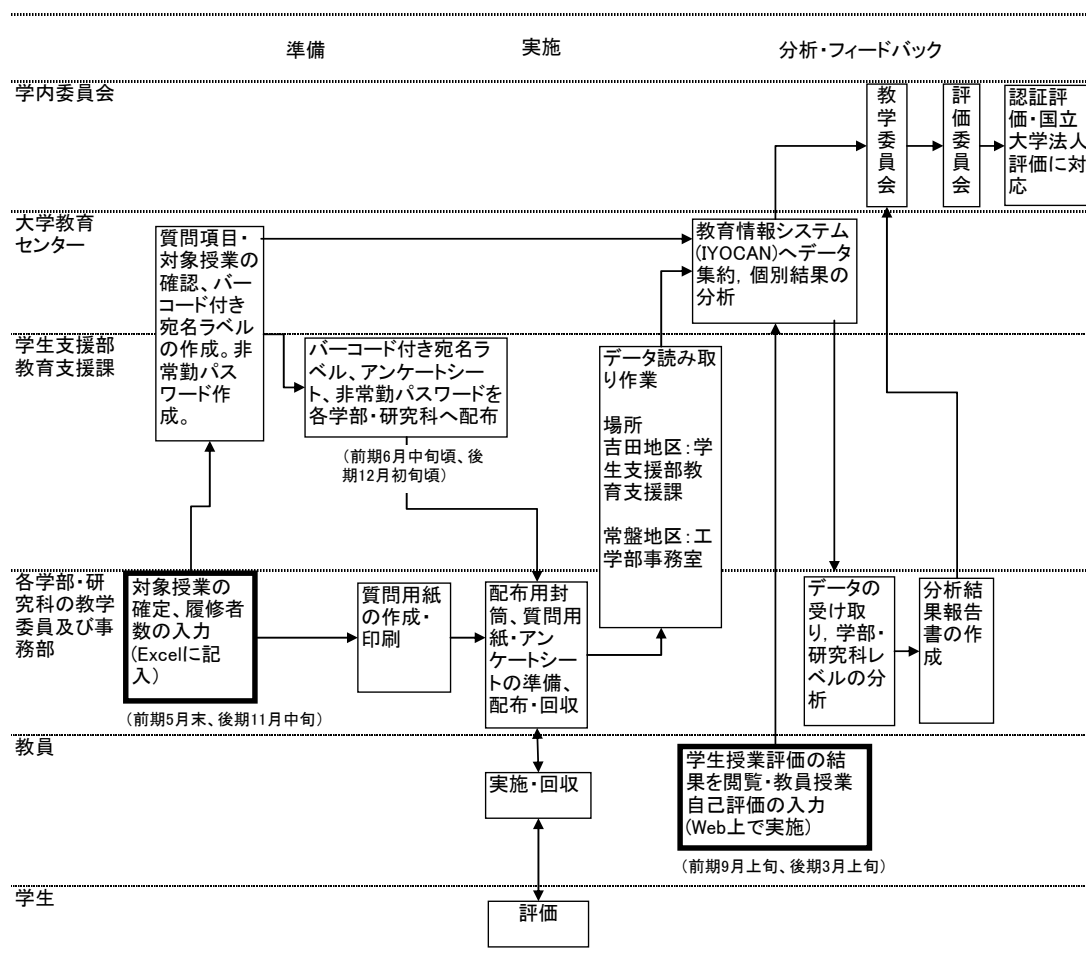 準備
実施
分析・フィードバック
学内委員会
教学委員会
評価委員会
認証評
価・国立
大学法人
評価に対
応
大学教育
センター
質問項目・
対象授業の
確認、バー
コード付き
宛名ラベル
の作成。非
常勤パス
ワード作
成。
教育情報システム
(IYOCAN)へデータ
集約，個別結果の
分析
学生支援部
教育支援課
バーコード付き宛名ラ
ベル、アンケートシー
ト、非常勤パスワードを
各学部・研究科へ配布
（前期6月中旬頃、後
期12月初旬頃）
データ読み取
り作業
場所
吉田地区：学
生支援部教
育支援課
常盤地区：工
学部事務室
各学部・研
究科の教学
委員及び事
務部
対象授業の
確定、履修者
数の入力
(Excelに記
入)
（前期5月末、後期11月中旬）
質問用紙
の作成・
印刷
配布用封
筒、質問用
紙・アン
ケートシー
トの準備、
配布・回収
データの
受け取
り，学部・
研究科レ
ベルの分
析
分析結
果報告
書の作
成
教員
実施・回収
学生授業評価の結
果を閲覧・教員授業
自己評価の入力
(Web上で実施)
（前期9月上旬、後期3月上旬）
学生
評価